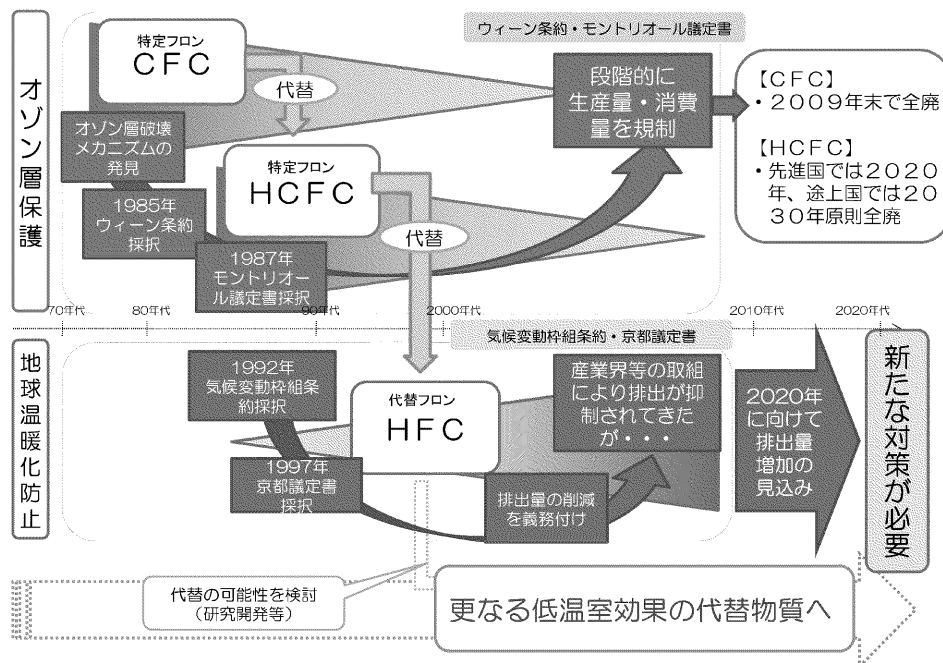 オゾン層保護
ウィーン条約・モントリオール議定書
特定フロン
CFC
代替
段階的に
生産量・消費
量を規制
【CFC】
・2009年末で全廃
【HCFC】
・先進国では2020
年、途上国では20
30年原則全廃
オゾン層破壊
メカニズムの
発見
特定フロン
HCFC
代替
1985年
ウィーン条約
採択
1987年
モントリオー
ル議定書採択
70年代
80年代
90年代
2000年代
2010年代
2020年代
地球温暖化防止
気候変動枠組条約・京都議定書
1992年
気候変動枠組条
約採択
代替フロン
HFC
産業界等の取組
により排出が抑
制されてきた
が・・・
2020年
に向けて
排出量
増加の
見込み
新たな対策が必要
1997年
京都議定書
採択
排出量の削減
を義務付け
代替の可能性を検討
（研究開発等）
更なる低温室効果の代替物質へ